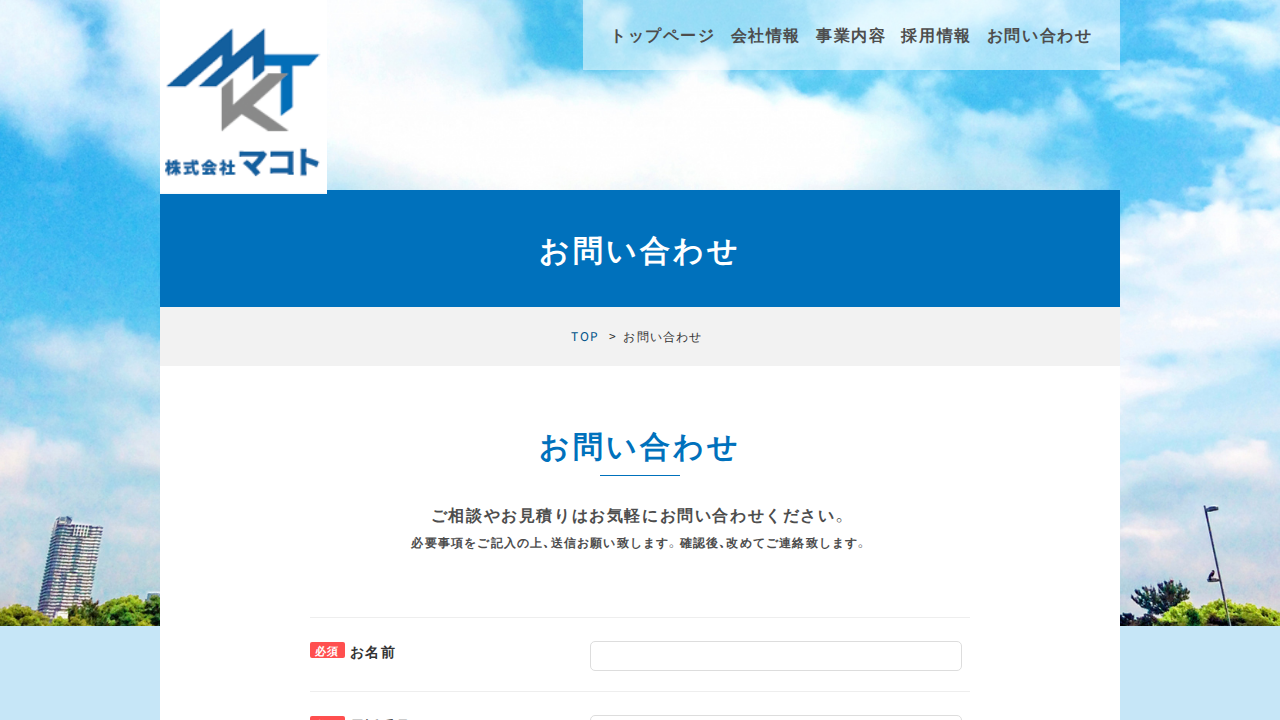 MKT
株式会社マコト
トップページ 会社情報 事業内容 採用情報 お問い合わせ
お問い合わせ
TOP > お問い合わせ
お問い合わせ
ご相談やお見積りはお気軽にお問い合わせください。
必要事項をご記入の上、送信お願い致します。確認後、改めてご連絡致します。
必須 お名前